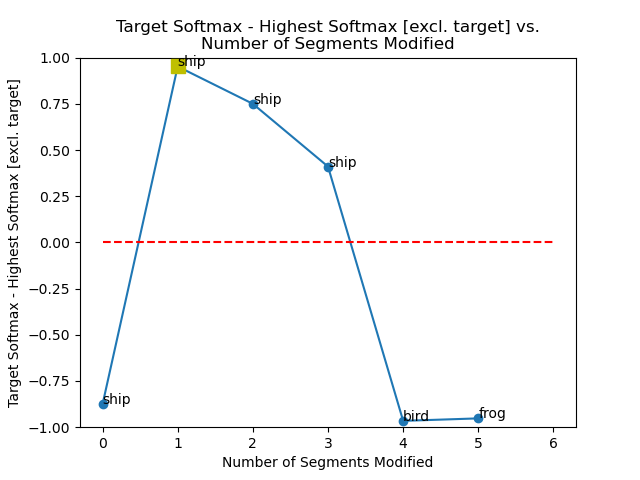 Target Softmax - Highest Softmax [excl. target] vs.
Number of Segments Modified
Target Softmax - Highest Softmax [excl. target]
1.00
0.75
0.50
0.25
0.00
−0.25
−0.50
−0.75
−1.00
ship
ship
ship
ship
bird
frog
0 1 2 3 4 5 6
Number of Segments Modified